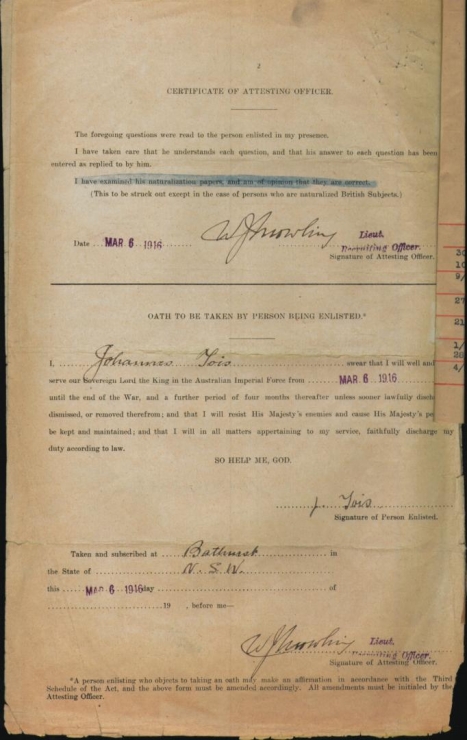 2
CERTIFICATE OF ATTESTING OFFICER.
The foregoing questions were read to the person enlisted in my presence.
I have taken care that he understands each question, and that his answer to each question has been
entered as replied to by him.
I have examined his naturalization papers, and am of opinion that they are correct.
(This to be struck out except in the case of persons who are naturalized British Subjects.)
Date MAR 6 1916 Lieut.
Recruiting Officer.
Signature of Attesting Officer.
OATH TO BE TAKEN BY PERSON BEING ENLISTED.*
I, Johannes Tois swear that I will well and
serve our Sovereign Lord the King in the Australian Imperial Force from MAR. 6 1916
until the end of the War, and a further period of four months thereafter unless sooner lawfully disch
dismissed, or removed therefrom; and that I will resist His Majesty's enemies and cause His Majesty's pe
be kept and maintained; and that I will in all matters appertaining to my service, faithfully discharge my
duty according to law.
SO HELP ME, GOD.
J. Tois
Signature of Person Enlisted.
Taken and subscribed at Bathurst in
the State of N. S. W.
this MAR 6 1916 day of
19 , before me—
Lieut.
Recruiting Officer.
Signature of Attesting Officer.
*A person enlisting who objects to taking an oath may make an affirmation in accordance with the Third
Schedule of the Act, and the above form must be amended accordingly. All amendments must be initialed by the
Attesting Officer.